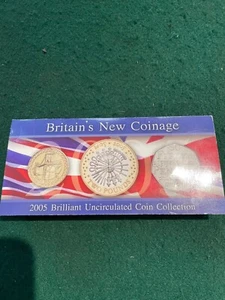 Britain's New Coinage
2005 Brilliant Uncirculated Coin Collection